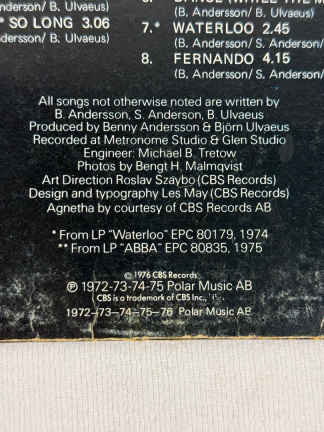 Andersson/ B. Ulvaeus)
* SO LONG 3.06
Andersson/ B. Ulvaeus)
(B. Andersson/ B. Ulvaeus)
7.* WATERLOO 2.45
(B. Andersson/ S. Anderson/
8. FERNANDO 4.15
(B. Andersson/ S. Anderson/
All songs not otherwise noted are written by
B. Andersson, S. Anderson, B. Ulvaeus
Produced by Benny Andersson & Björn Ulvaeus
Recorded at Metronome Studio & Glen Studio
Engineer: Michael B. Tretow
Photos by Bengt H. Malmqvist
Art Direction Roslav Szaybo (CBS Records)
Design and typography Les May (CBS Records)
Agnetha by courtesy of CBS Records AB
* From LP "Waterloo" EPC 80179, 1974
** From LP "ABBA" EPC 80835, 1975
© 1976 CBS Records
℗ 1972-73-74-75 Polar Music AB
CBS is a trademark of CBS Inc.,
1972–73–74–75–76 Polar Music AB